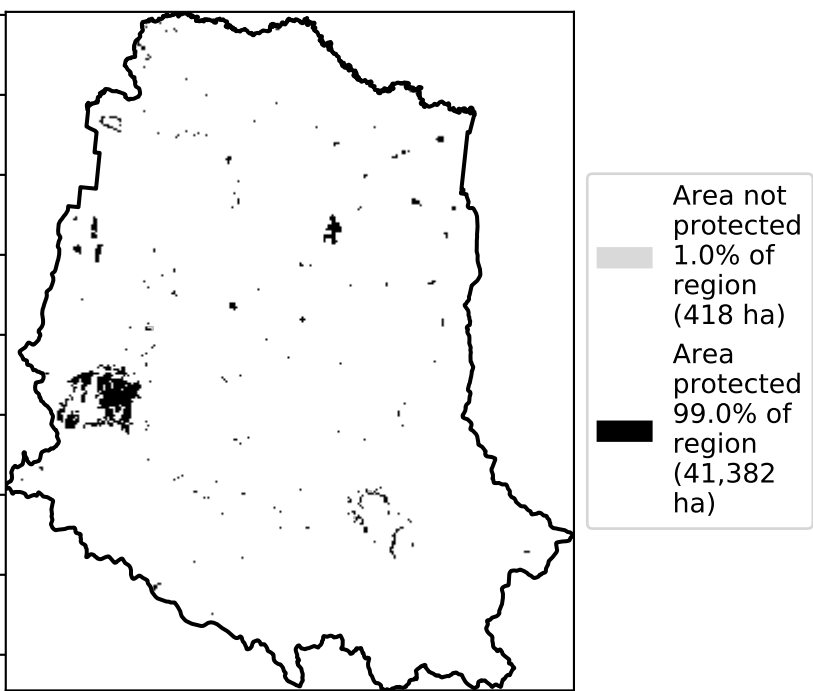 Area not
protected
1.0% of
region
(418 ha)
Area
protected
99.0% of
region
(41,382
ha)